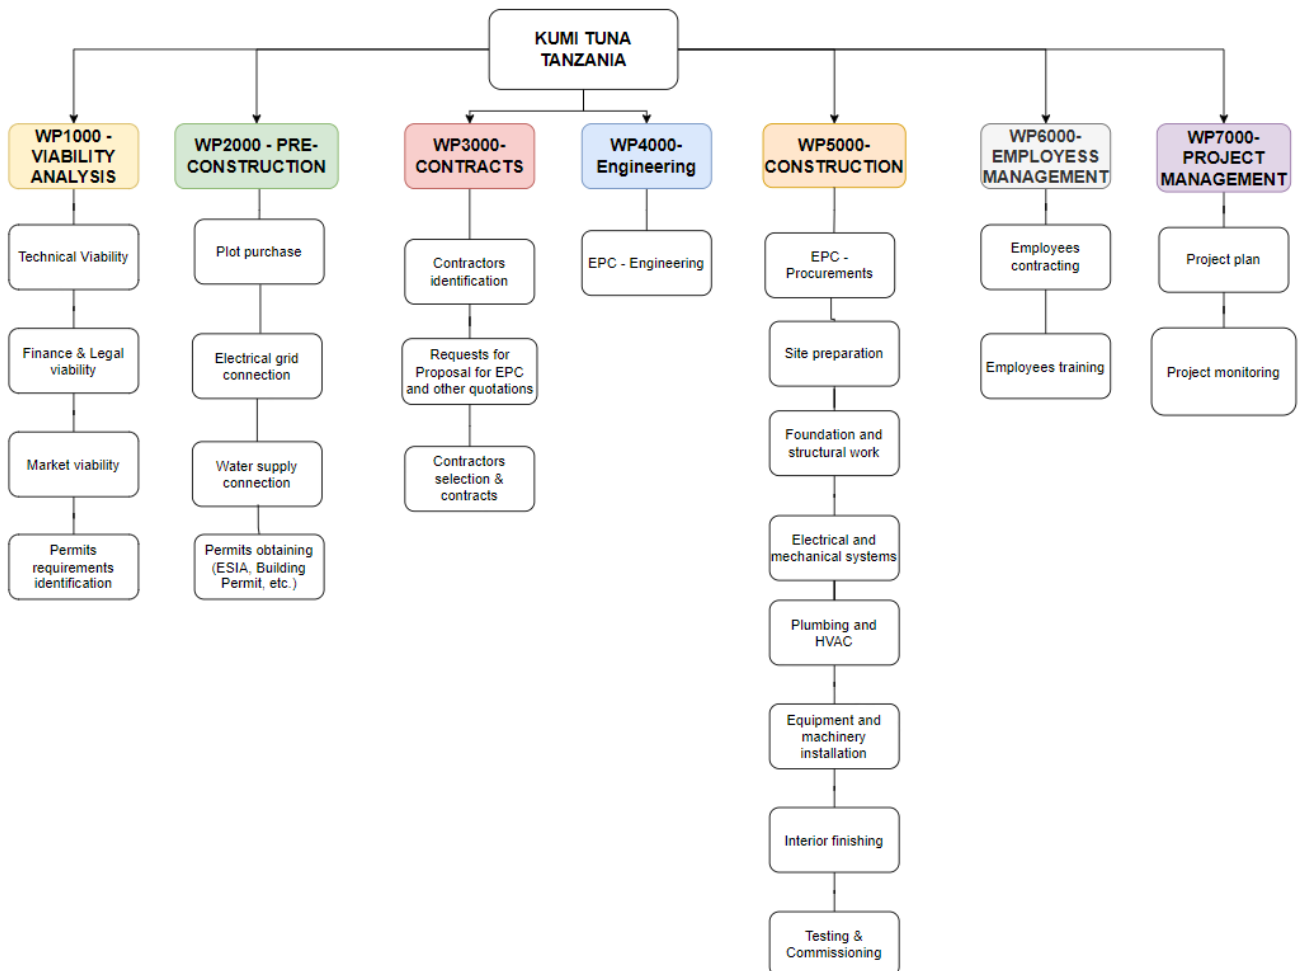 KUMI TUNA
TANZANIA
WP1000 -
VIABILITY
ANALYSIS
Technical Viability
Finance & Legal
viability
Market viability
Permits
requirements
identification
WP2000 - PRE-
CONSTRUCTION
Plot purchase
Electrical grid
connection
Water supply
connection
Permits obtaining
(ESIA, Building
Permit, etc.)
WP3000-
CONTRACTS
Contractors
identification
Requests for
Proposal for EPC
and other quotations
Contractors
selection &
contracts
WP4000-
Engineering
EPC - Engineering
WP5000-
CONSTRUCTION
EPC -
Procurements
Site preparation
Foundation and
structural work
Electrical and
mechanical systems
Plumbing and
HVAC
Equipment and
machinery
installation
Interior finishing
Testing &
Commissioning
WP6000-
EMPLOYESS
MANAGEMENT
Employees
contracting
Employees training
WP7000-
PROJECT
MANAGEMENT
Project plan
Project monitoring